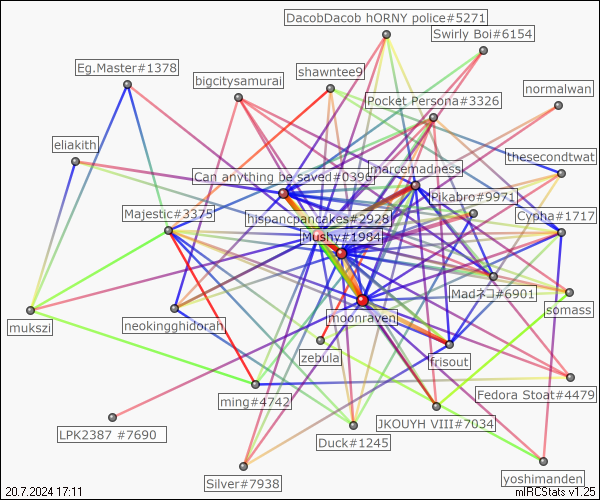 DacobDacob hORNY police#5271
Swirly Boi#6154
Eg.Master#1378
shawntee9
bigcitysamurai
normalwan
Pocket Persona#3326
eliakith
thesecondtwat
marcemadness
Can anything be saved#0396
Pikabro#9971
Majestic#3375
hispancpancakes#2928
Cypha#1717
Mushy#1984
Madネコ#6901
somass
moonraven
mukszi
neokingghidorah
zebula
frisout
Fedora Stoat#4479
ming#4742
JKOUYH VIII#7034
LPK2387 #7690
Duck#1245
yoshimanden
Silver#7938
20.7.2024 17:11
mIRCStats v1.25